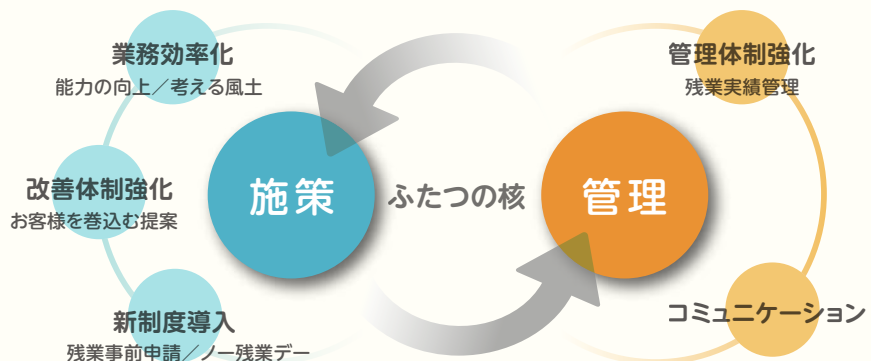 業務効率化
能力の向上／考える風土
改善体制強化
お客様を巻込む提案
新制度導入
残業事前申請／ノー残業デー
施策
ふたつの核
管理
管理体制強化
残業実績管理
コミュニケーション